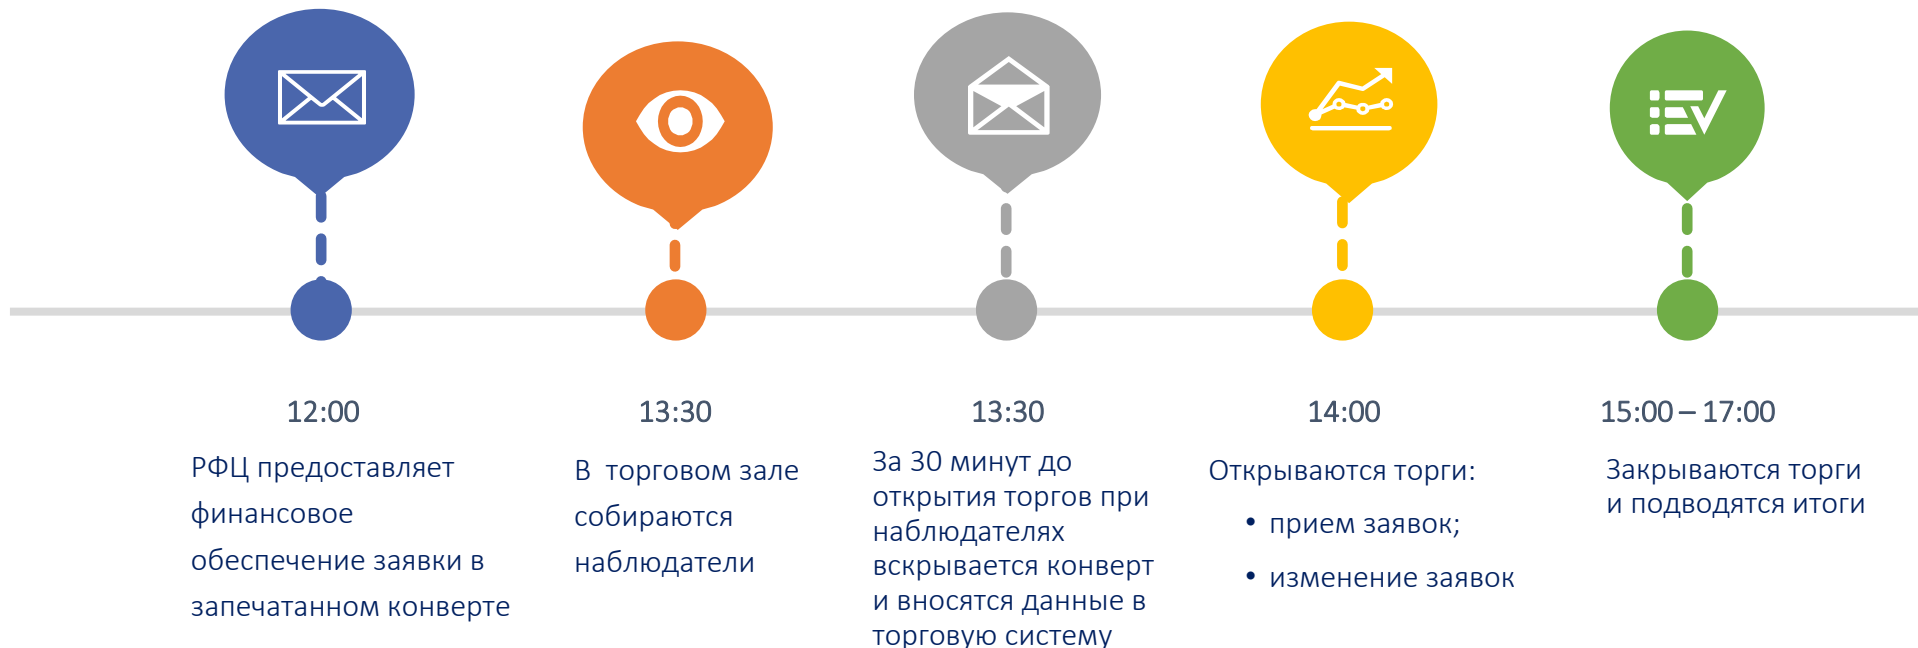 12:00
РФЦ предоставляет
финансовое
обеспечение заявки в
запечатанном конверте
13:30
В торговом зале
собираются
наблюдатели
13:30
За 30 минут до
открытия торгов при
наблюдателях
вскрывается конверт
и вносятся данные в
торговую систему
14:00
Открываются торги:
• прием заявок;
• изменение заявок
15:00 – 17:00
Закрываются торги
и подводятся итоги